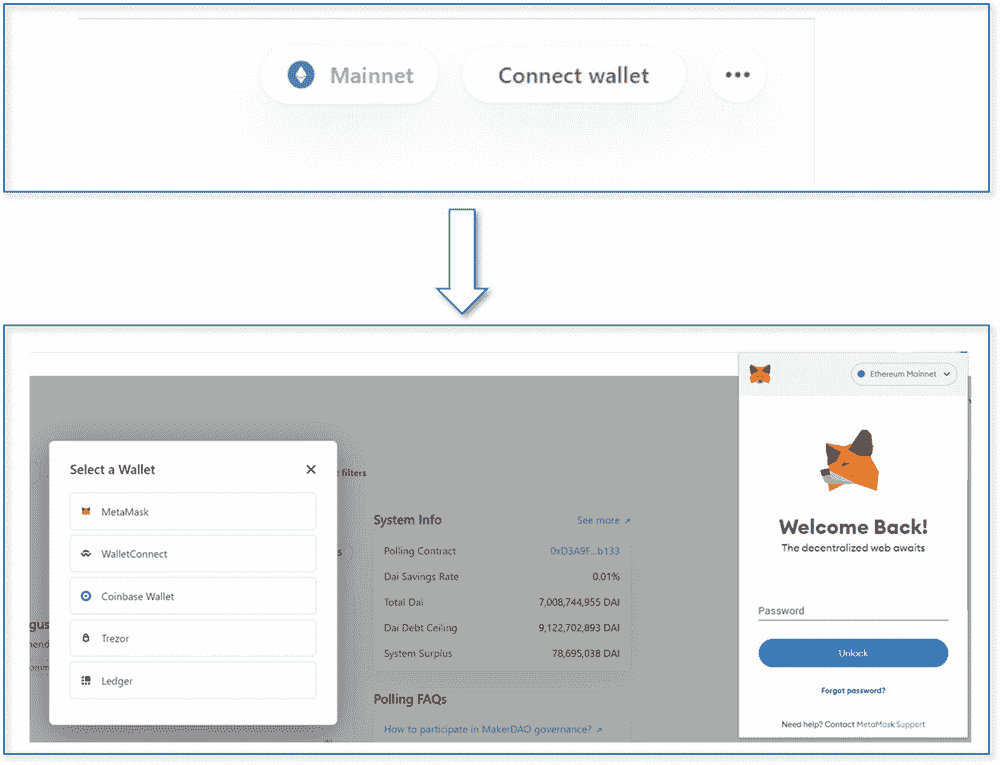 Mainnet
Connect wallet
•••
Select a Wallet
MetaMask
WalletConnect
Coinbase Wallet
Trezor
Ledger
filters
System Info
See more ↗
Polling Contract 0xD3A9f...b133
Dai Savings Rate 0.01%
Total Dai 7,008,744,955 DAI
Dai Debt Ceiling 9,122,702,893 DAI
System Surplus 78,695,038 DAI
Polling FAQs
How to participate in MakerDAO governance? ↗
Ethereum Mainnet
Welcome Back!
The decentralized web awaits
Password
Unlock
Forgot password?
Need help? Contact MetaMask Support